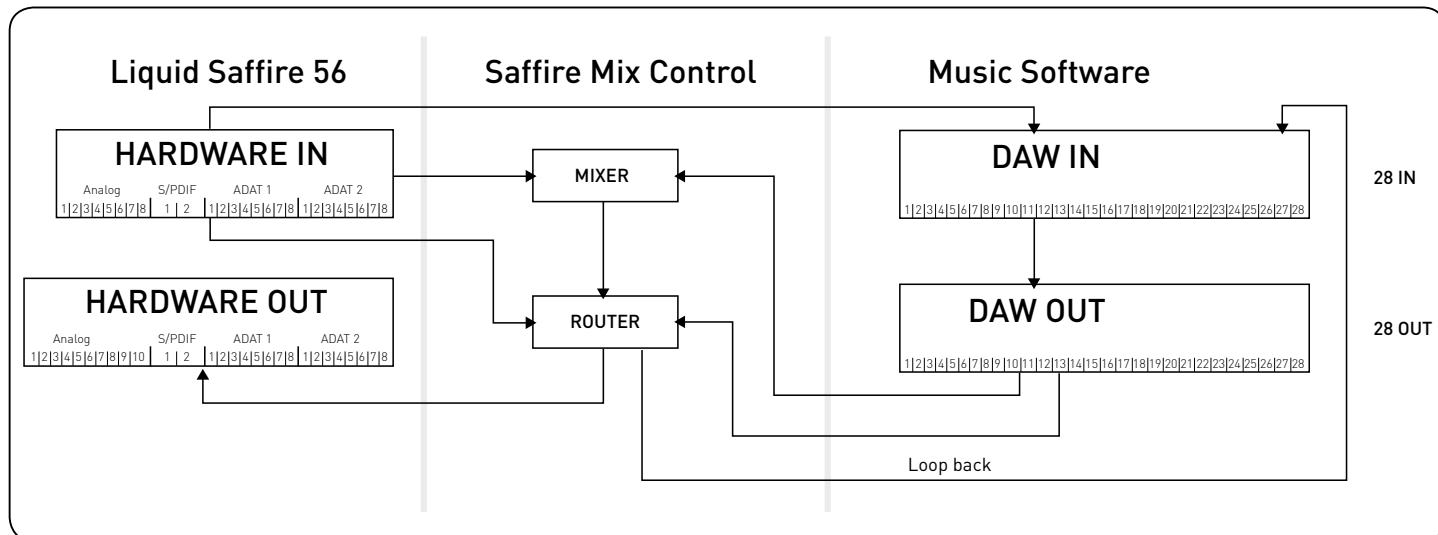 Liquid Saffire 56
Saffire Mix Control
Music Software
HARDWARE IN
Analog S/PDIF ADAT 1 ADAT 2
1|2|3|4|5|6|7|8| 1 | 2 |1|2|3|4|5|6|7|8|1|2|3|4|5|6|7|8
MIXER
DAW IN
1|2|3|4|5|6|7|8|9|10|11|12|13|14|15|16|17|18|19|20|21|22|23|24|25|26|27|28
28 IN
HARDWARE OUT
Analog S/PDIF ADAT 1 ADAT 2
1|2|3|4|5|6|7|8|9|10 1 | 2 |1|2|3|4|5|6|7|8|1|2|3|4|5|6|7|8
ROUTER
DAW OUT
1|2|3|4|5|6|7|8|9|10|11|12|13|14|15|16|17|18|19|20|21|22|23|24|25|26|27|28
28 OUT
Loop back